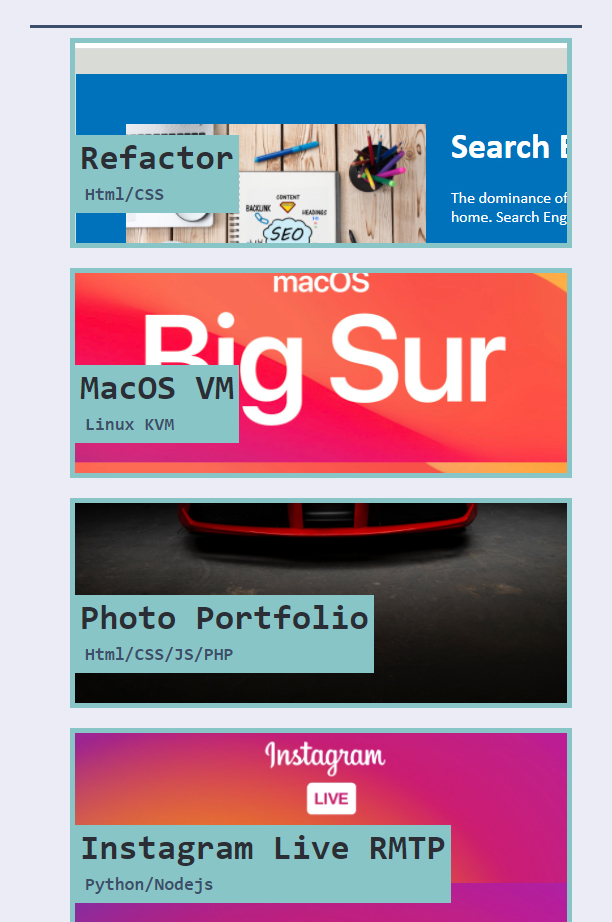 Search
The dominance of
home. Search Eng
CONTENT
BACKLINK
HEADINGS
SEO
Refactor
Html/CSS
macOS
Big Sur
MacOS VM
Linux KVM
Photo Portfolio
Html/CSS/JS/PHP
Instagram
LIVE
Instagram Live RMTP
Python/Nodejs